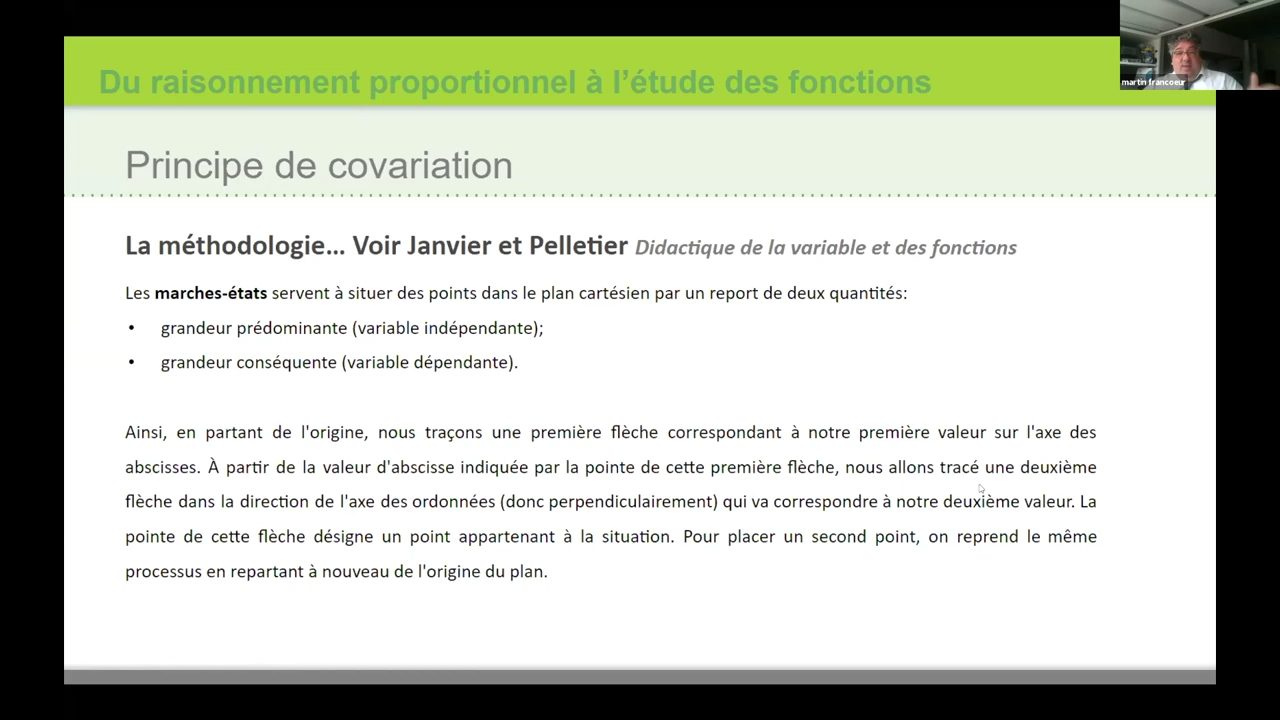 Du raisonnement proportionnel à l’étude des fonctions
martin francoeur
Principe de covariation
La méthodologie… Voir Janvier et Pelletier Didactique de la variable et des fonctions
Les marches-états servent à situer des points dans le plan cartésien par un report de deux quantités:
• grandeur prédominante (variable indépendante);
• grandeur conséquente (variable dépendante).
Ainsi, en partant de l'origine, nous traçons une première flèche correspondant à notre première valeur sur l'axe des
abscisses. À partir de la valeur d'abscisse indiquée par la pointe de cette première flèche, nous allons tracé une deuxième
flèche dans la direction de l'axe des ordonnées (donc perpendiculairement) qui va correspondre à notre deuxième valeur. La
pointe de cette flèche désigne un point appartenant à la situation. Pour placer un second point, on reprend le même
processus en repartant à nouveau de l'origine du plan.